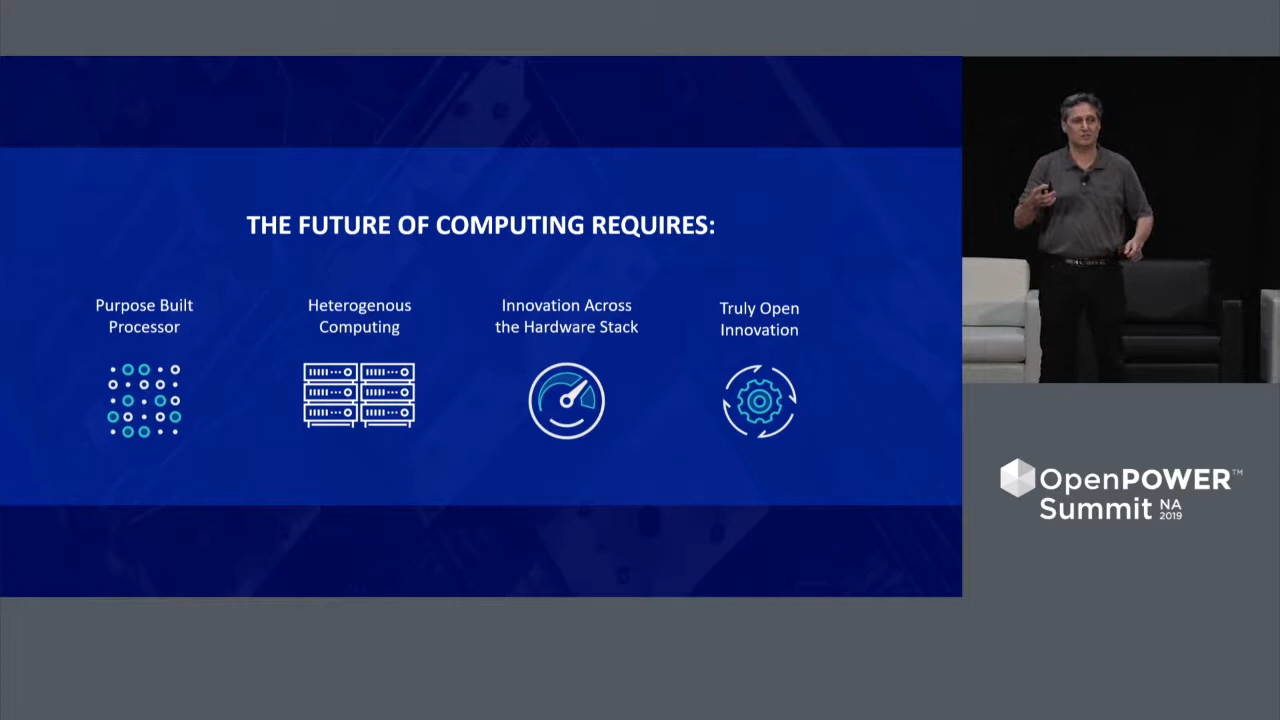 THE FUTURE OF COMPUTING REQUIRES:
Purpose Built
Processor
Heterogenous
Computing
Innovation Across
the Hardware Stack
Truly Open
Innovation
OpenPOWER™
Summit NA
2019